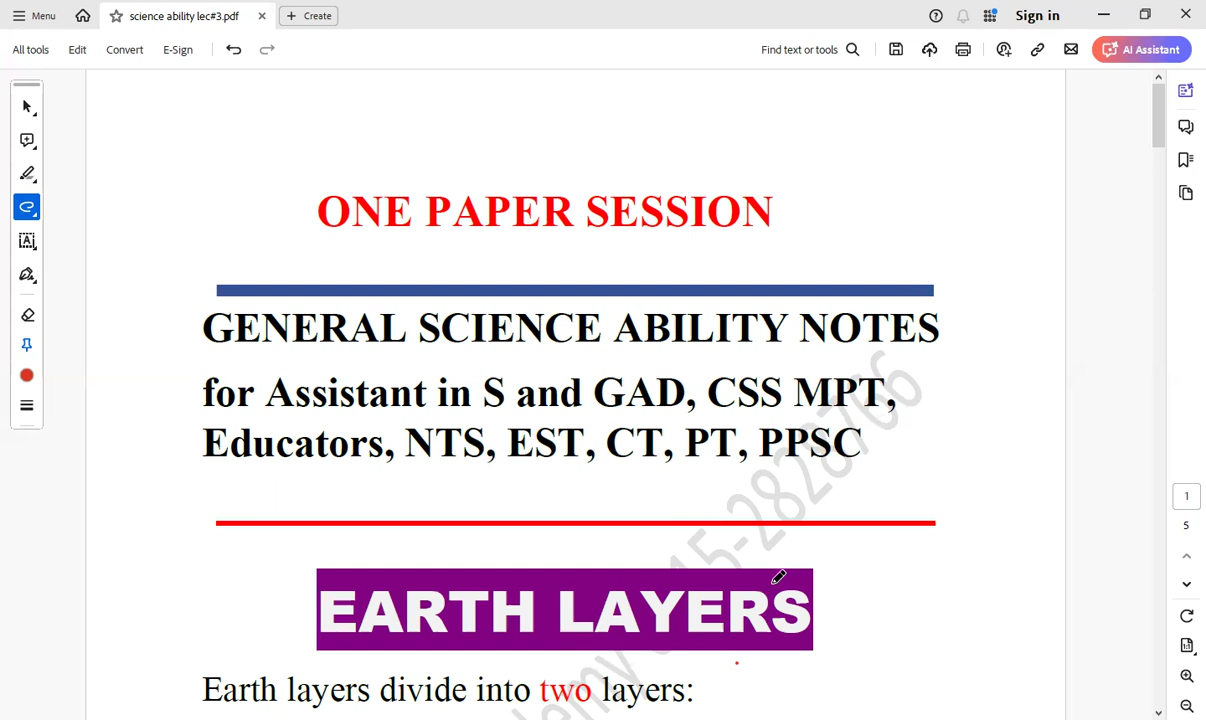 Menu
science ability lec#3.pdf
Create
Sign in
All tools
Edit
Convert
E-Sign
Find text or tools
AI Assistant
ONE PAPER SESSION
GENERAL SCIENCE ABILITY NOTES
for Assistant in S and GAD, CSS MPT,
Educators, NTS, EST, CT, PT, PPSC
EARTH LAYERS
Earth layers divide into two layers:
1
5